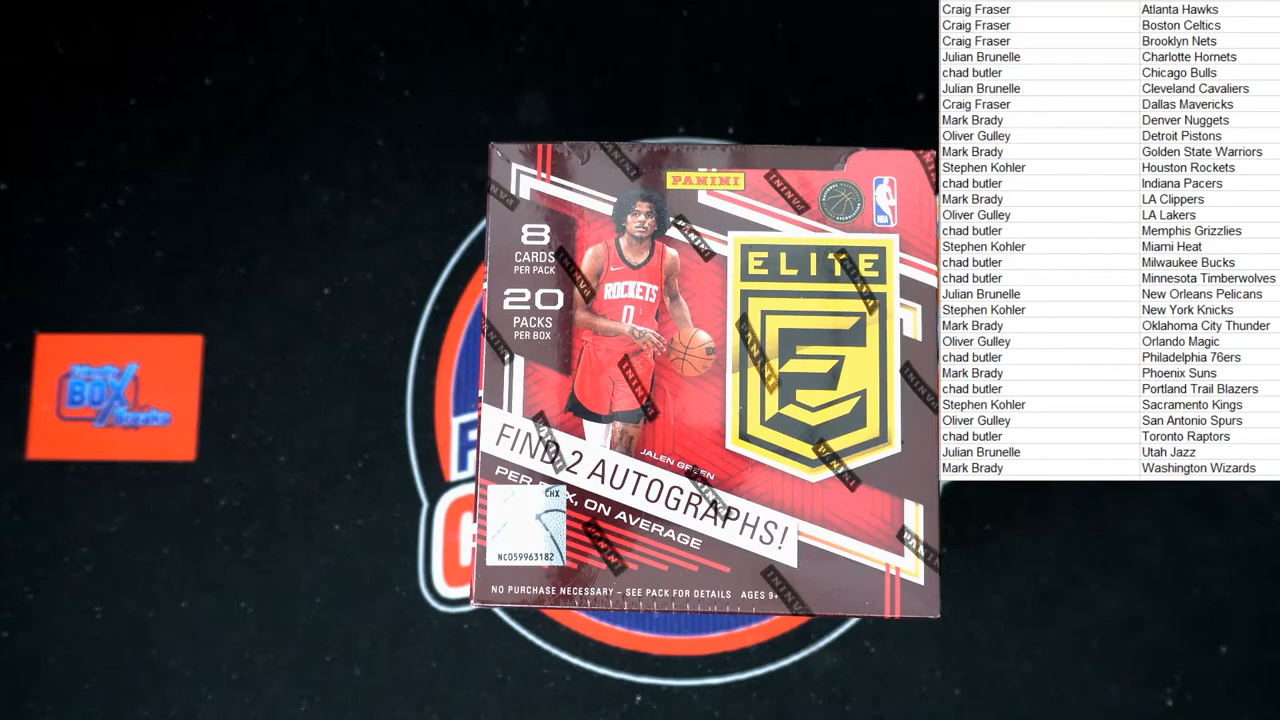 Craig Fraser Atlanta Hawks
Craig Fraser Boston Celtics
Craig Fraser Brooklyn Nets
Julian Brunelle Charlotte Hornets
chad butler Chicago Bulls
Julian Brunelle Cleveland Cavaliers
Craig Fraser Dallas Mavericks
Mark Brady Denver Nuggets
Oliver Gulley Detroit Pistons
Mark Brady Golden State Warriors
Stephen Kohler Houston Rockets
chad butler Indiana Pacers
Mark Brady LA Clippers
Oliver Gulley LA Lakers
chad butler Memphis Grizzlies
Stephen Kohler Miami Heat
chad butler Milwaukee Bucks
chad butler Minnesota Timberwolves
Julian Brunelle New Orleans Pelicans
Stephen Kohler New York Knicks
Mark Brady Oklahoma City Thunder
Oliver Gulley Orlando Magic
chad butler Philadelphia 76ers
Mark Brady Phoenix Suns
chad butler Portland Trail Blazers
Stephen Kohler Sacramento Kings
Oliver Gulley San Antonio Spurs
chad butler Toronto Raptors
Julian Brunelle Utah Jazz
Mark Brady Washington Wizards
PANINI
NBA
8
CARDS
PER PACK
20
PACKS
PER BOX
ELITE
E
ROCKETS
0
JALEN GREEN
FIND 2 AUTOGRAPHS!
PER BOX, ON AVERAGE
CHX
NC059963182
NO PURCHASE NECESSARY – SEE PACK FOR DETAILS AGES 9+
BOX
Breaks